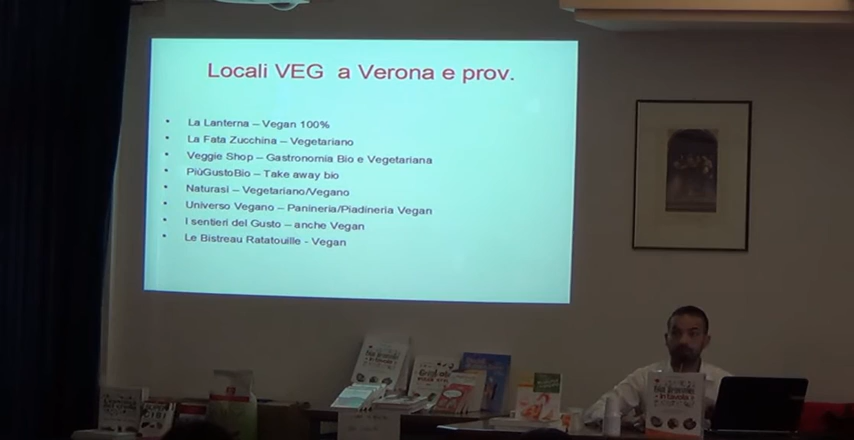 Locali VEG a Verona e prov.
• La Lanterna – Vegan 100%
• La Fata Zucchina – Vegetariano
• Veggie Shop – Gastronomia Bio e Vegetariana
• PiùGustoBio – Take away bio
• Naturasì – Vegetariano/Vegano
• Universo Vegano – Panineria/Piadineria Vegan
• I sentieri del Gusto – anche Vegan
• Le Bistreau Ratatouille - Vegan
in tavola